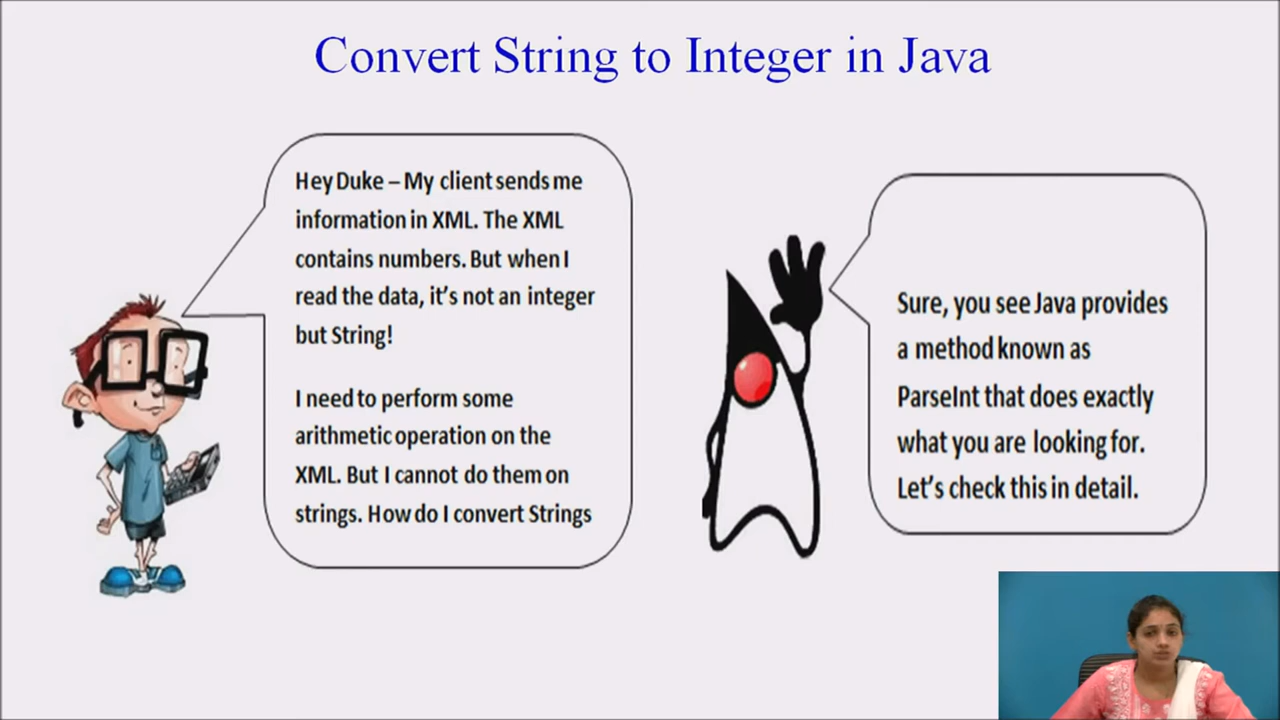 Convert String to Integer in Java
Hey Duke – My client sends me
information in XML. The XML
contains numbers. But when I
read the data, it's not an integer
but String!
I need to perform some
arithmetic operation on the
XML. But I cannot do them on
strings. How do I convert Strings
Sure, you see Java provides
a method known as
ParseInt that does exactly
what you are looking for.
Let's check this in detail.